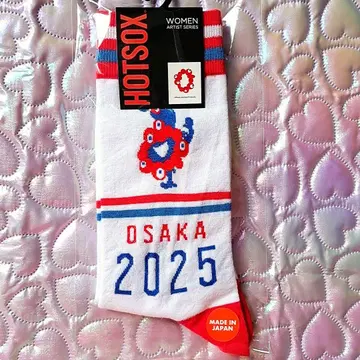 HOTSOX
WOMEN
ARTIST SERIES
OSAKA
2025
MADE IN
JAPAN